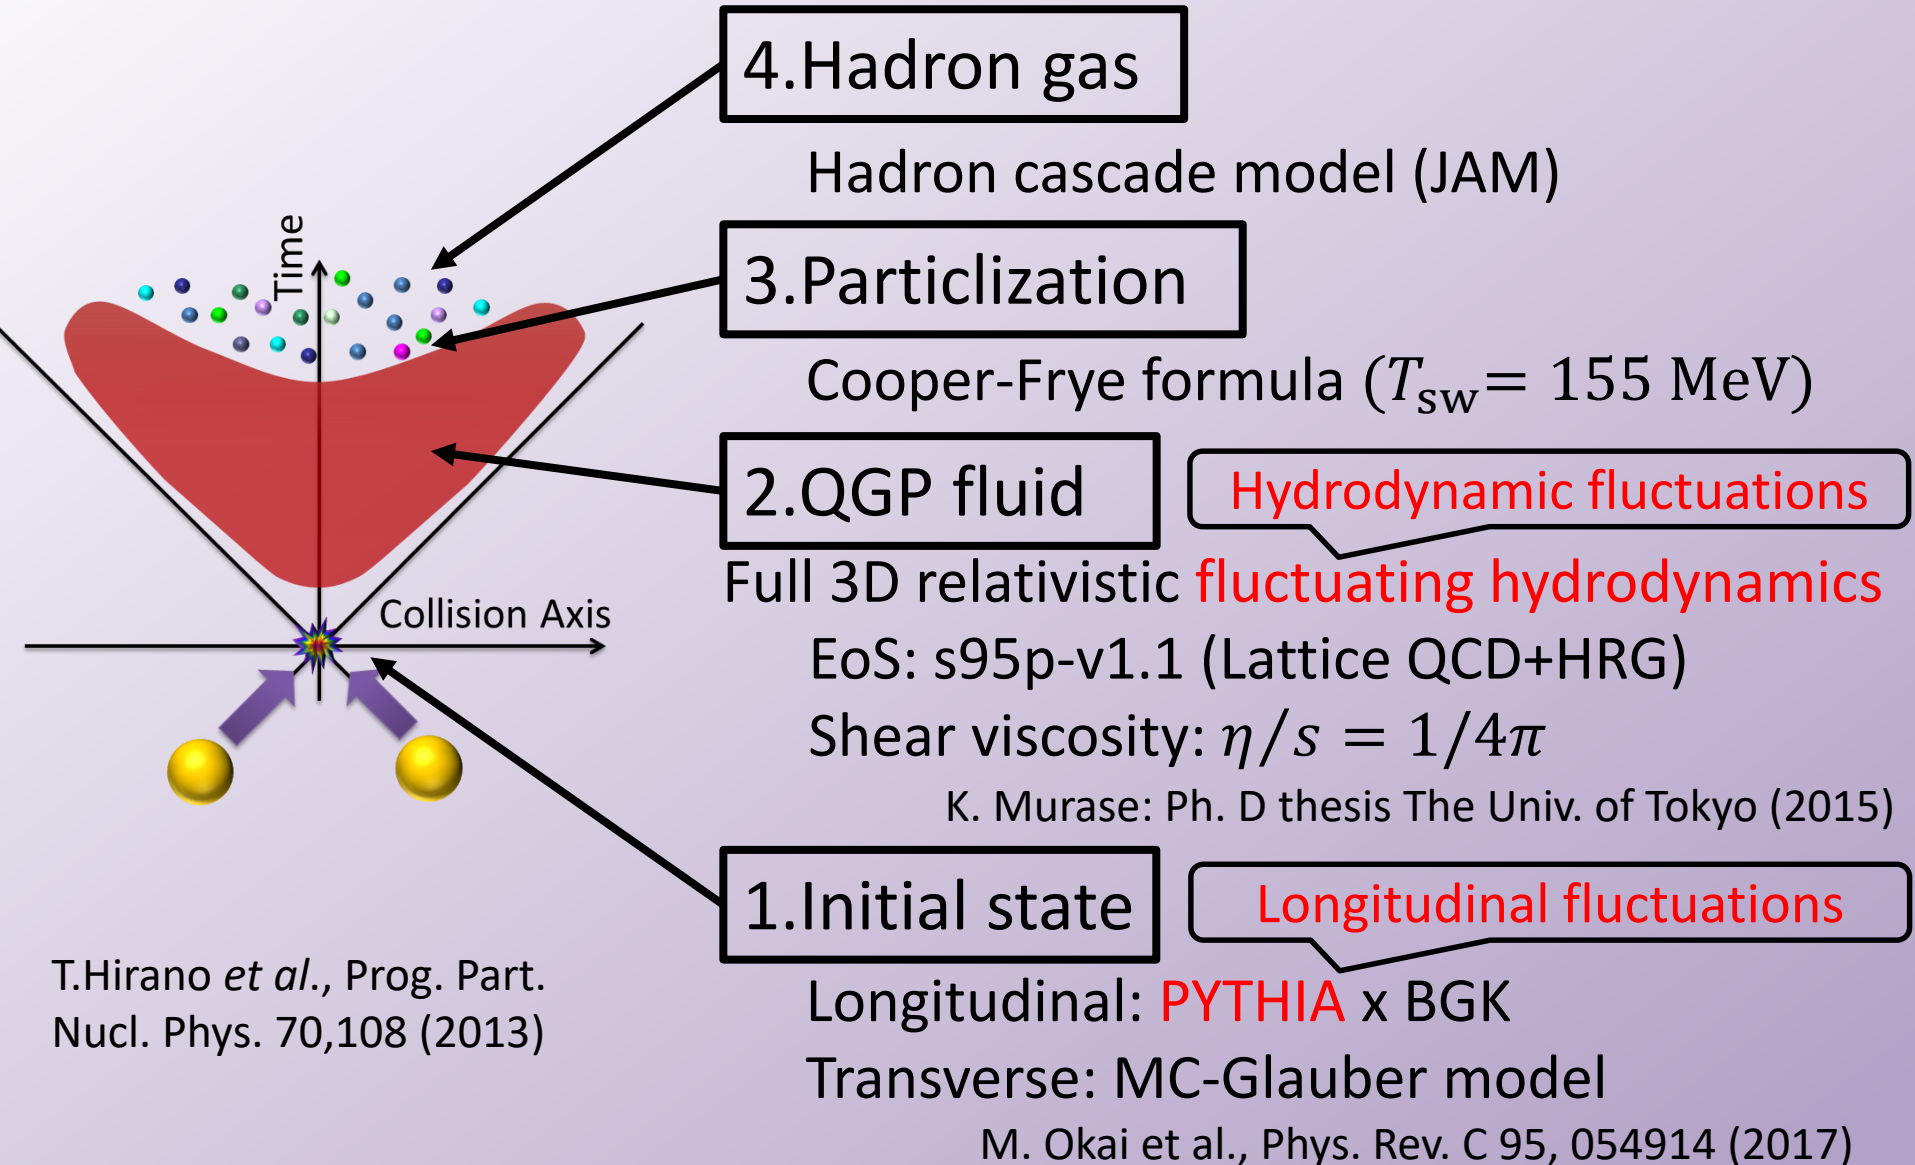 4.Hadron gas
Hadron cascade model (JAM)
Time
3.Particlization
Cooper-Frye formula (T_sw= 155 MeV)
2.QGP fluid
Hydrodynamic fluctuations
Full 3D relativistic fluctuating hydrodynamics
Collision Axis
EoS: s95p-v1.1 (Lattice QCD+HRG)
Shear viscosity: η/s = 1/4π
K. Murase: Ph. D thesis The Univ. of Tokyo (2015)
1.Initial state
Longitudinal fluctuations
Longitudinal: PYTHIA x BGK
Transverse: MC-Glauber model
M. Okai et al., Phys. Rev. C 95, 054914 (2017)
T.Hirano et al., Prog. Part.
Nucl. Phys. 70,108 (2013)